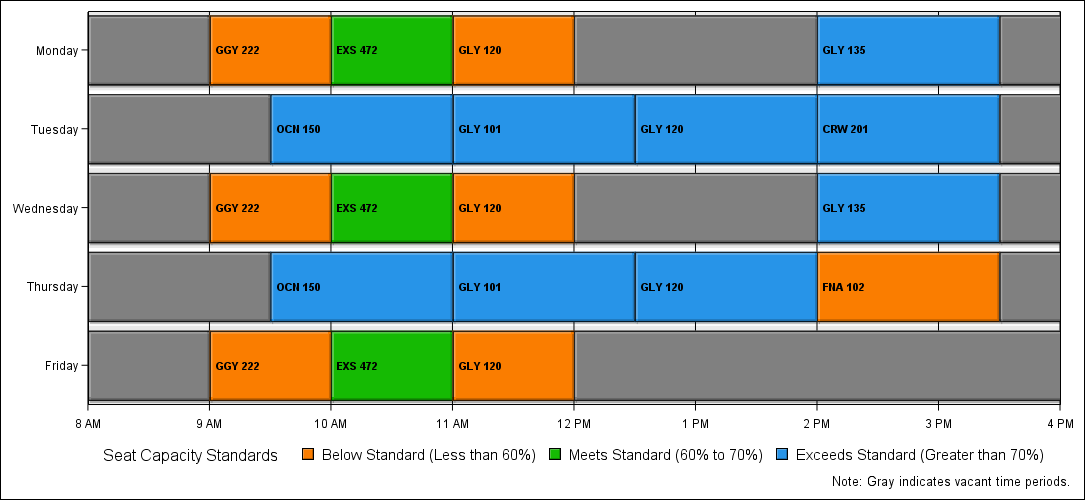 Monday GGY 222 EXS 472 GLY 120 GLY 135
Tuesday OCN 150 GLY 101 GLY 120 CRW 201
Wednesday GGY 222 EXS 472 GLY 120 GLY 135
Thursday OCN 150 GLY 101 GLY 120 FNA 102
Friday GGY 222 EXS 472 GLY 120
8 AM 9 AM 10 AM 11 AM 12 PM 1 PM 2 PM 3 PM 4 PM
Seat Capacity Standards Below Standard (Less than 60%) Meets Standard (60% to 70%) Exceeds Standard (Greater than 70%)
Note: Gray indicates vacant time periods.